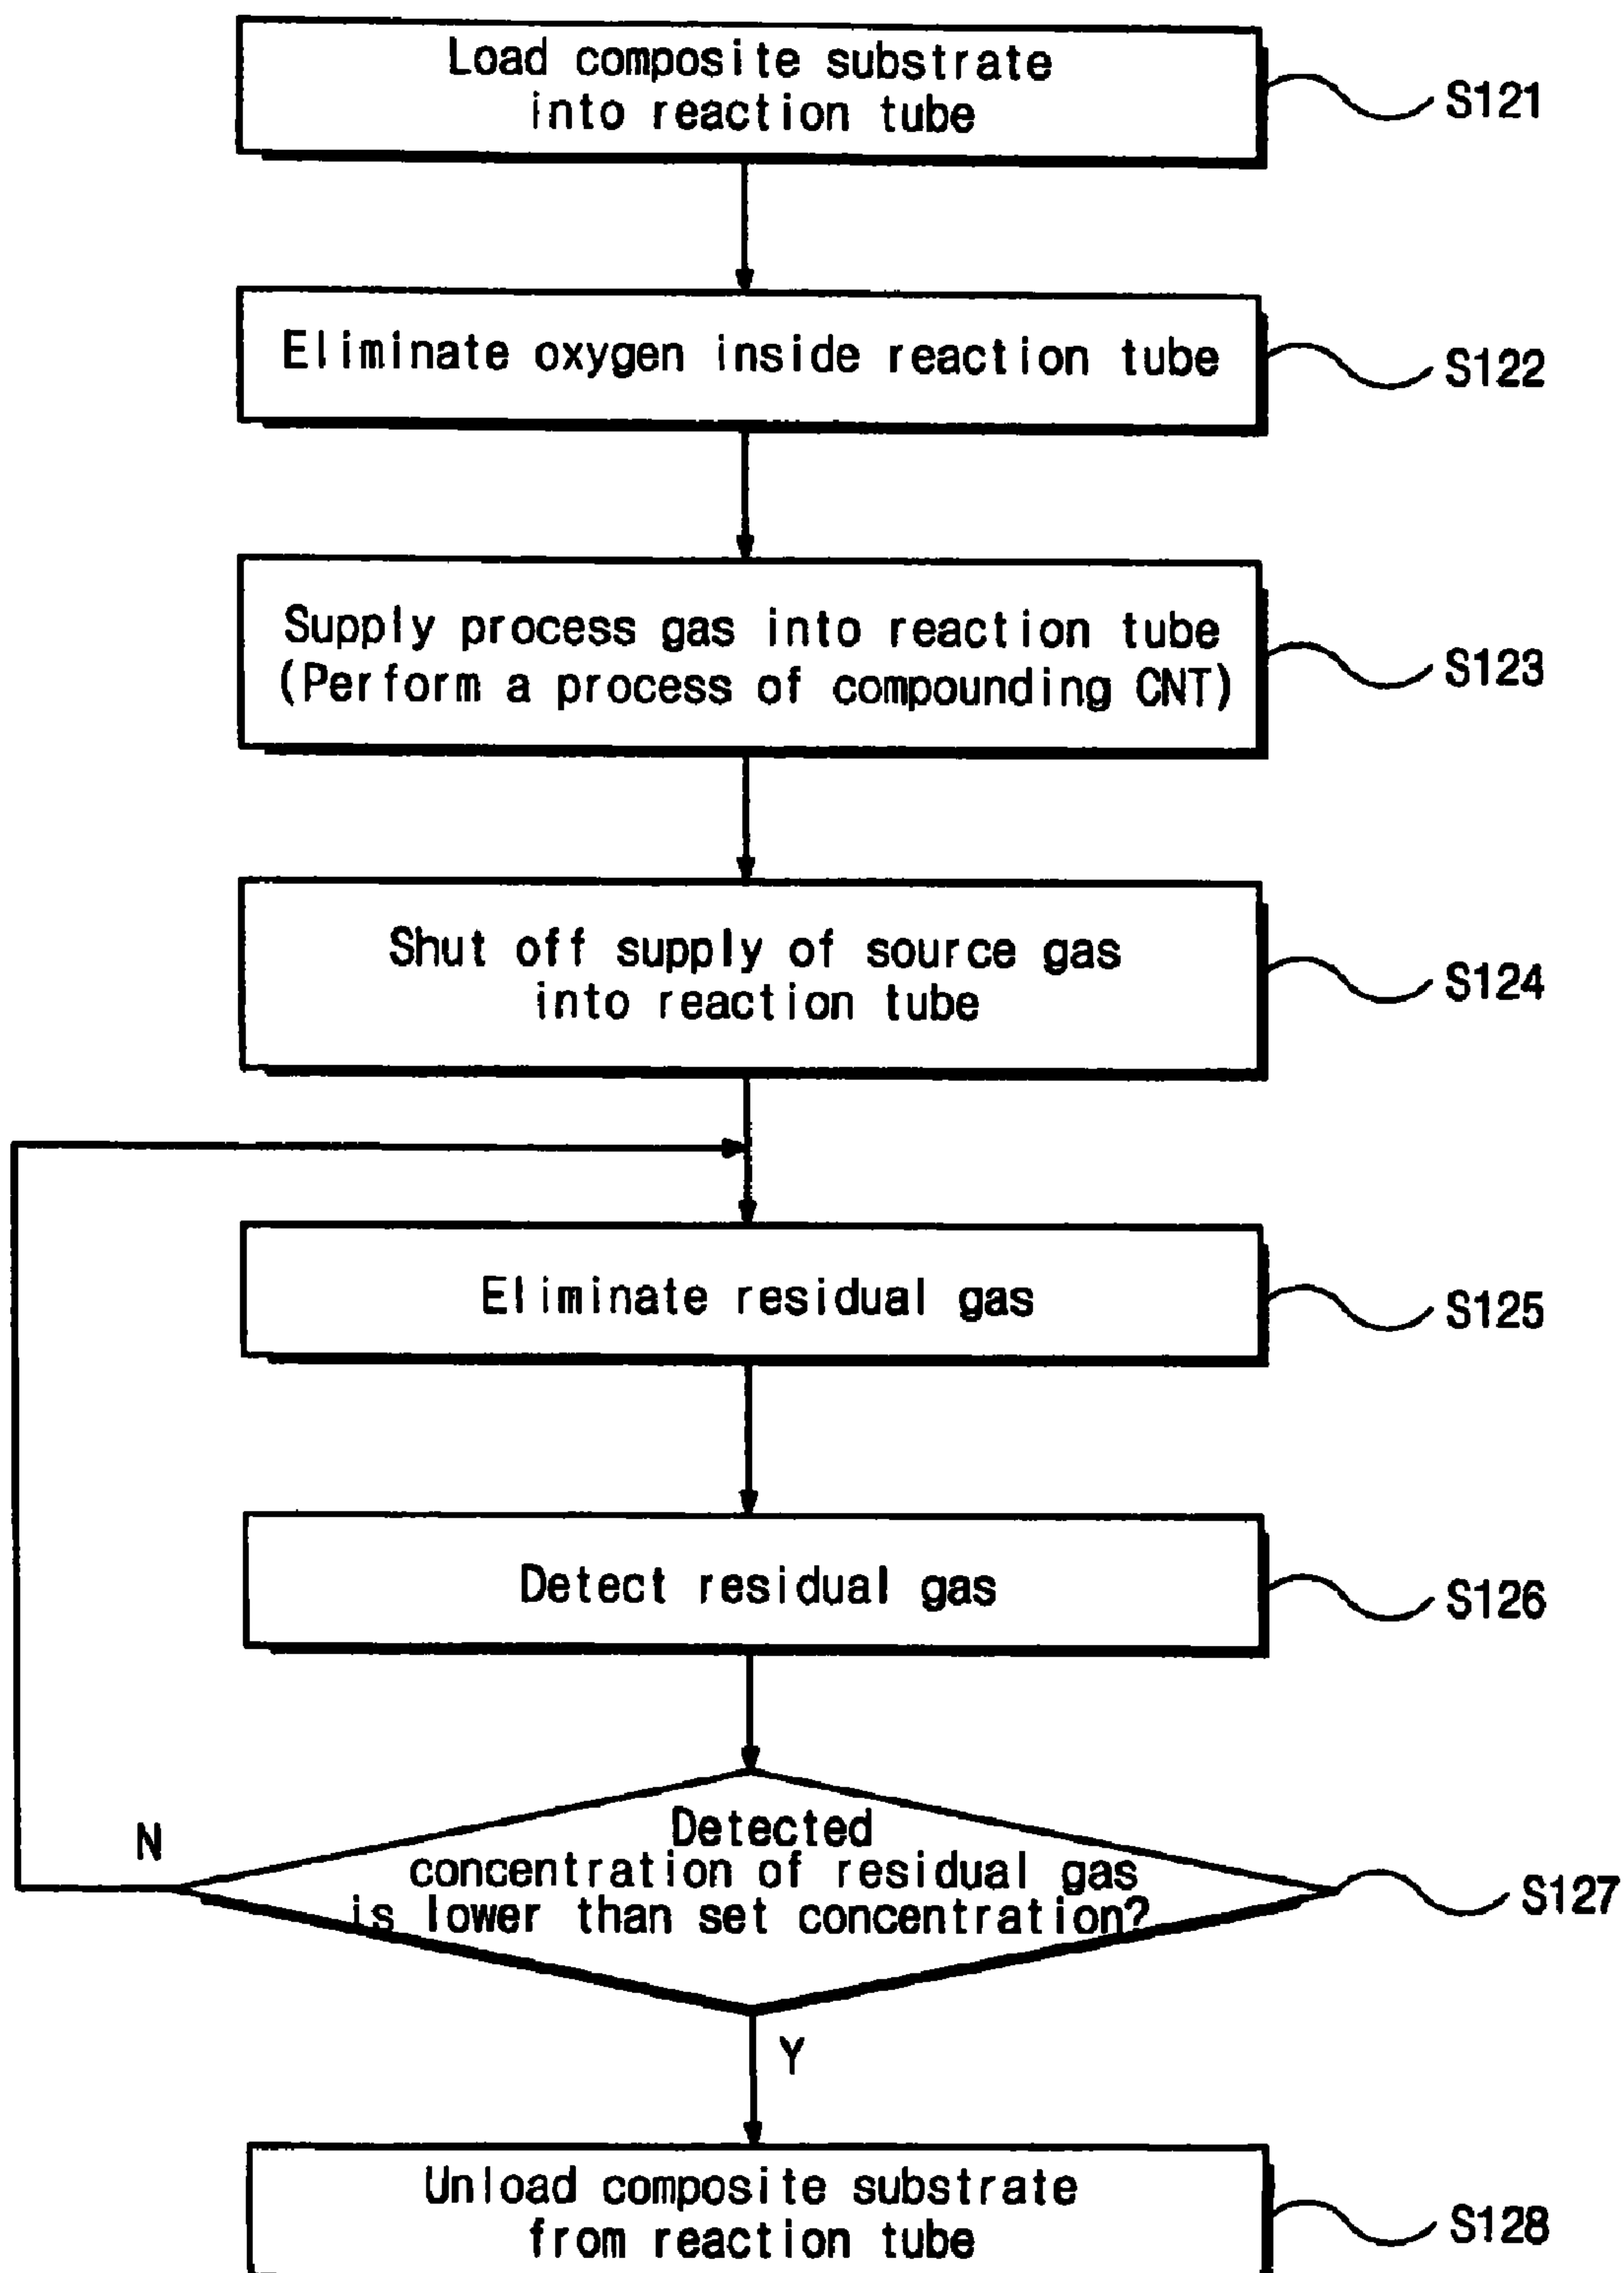 Load composite substrate
into reaction tube
S121
Eliminate oxygen inside reaction tube
S122
Supply process gas into reaction tube
(Perform a process of compounding CNT)
S123
Shut off supply of source gas
into reaction tube
S124
Eliminate residual gas
S125
Detect residual gas
S126
N
Detected
concentration of residual gas
is lower than set concentration?
S127
Y
Unload composite substrate
from reaction tube
S128